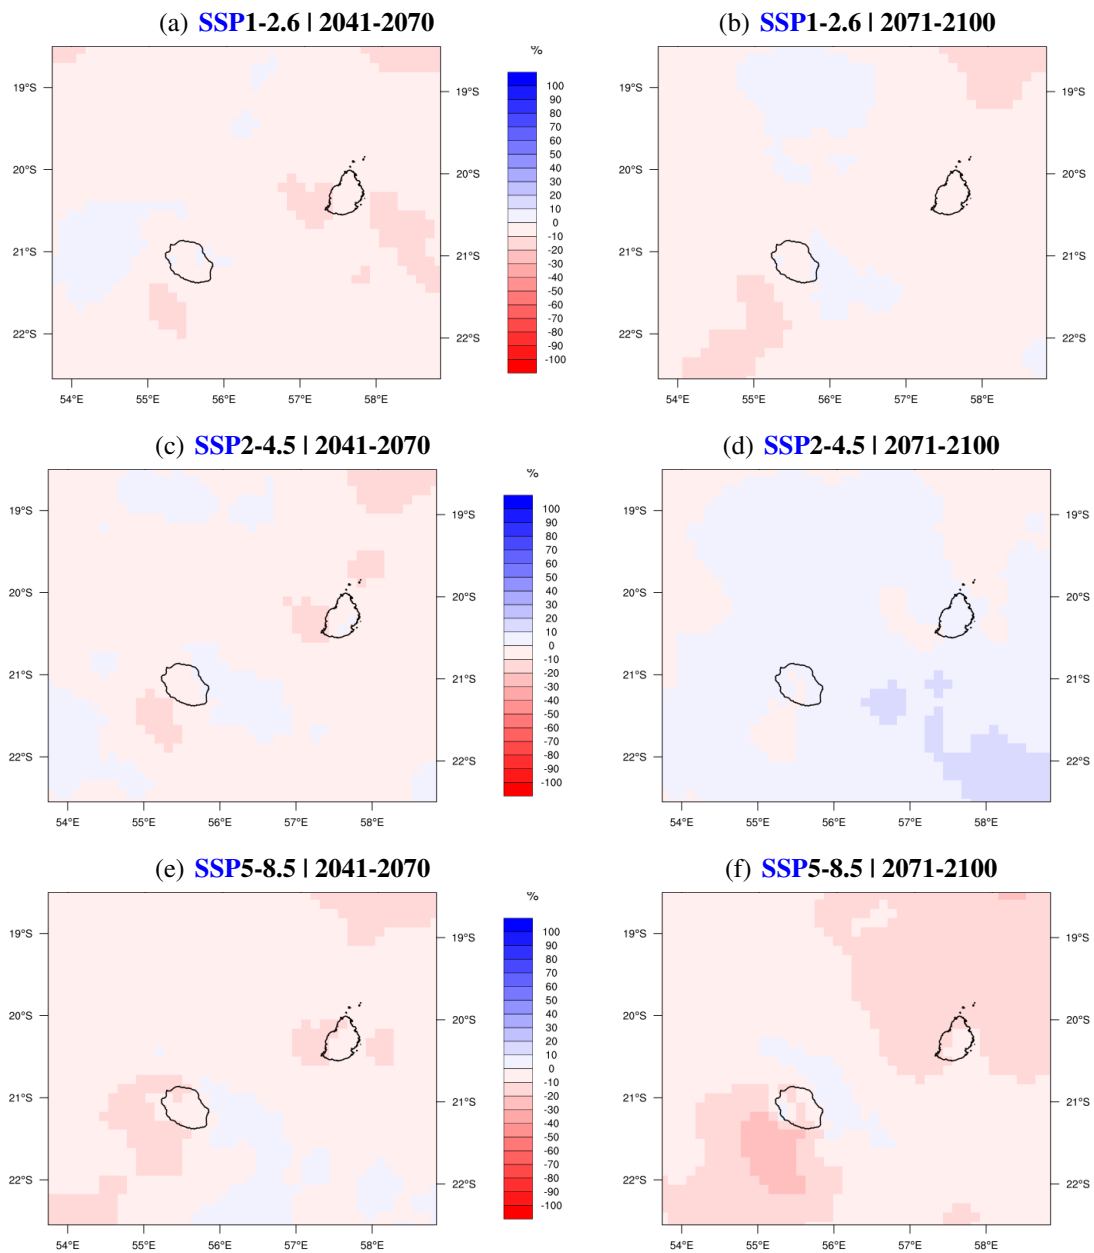 (a) SSP1-2.6 | 2041-2070
(b) SSP1-2.6 | 2071-2100
%
100
90
80
70
60
50
40
30
20
10
0
-10
-20
-30
-40
-50
-60
-70
-80
-90
-100
19°S
20°S
21°S
22°S
19°S
20°S
21°S
22°S
54°E 55°E 56°E 57°E 58°E
19°S
20°S
21°S
22°S
19°S
20°S
21°S
22°S
54°E 55°E 56°E 57°E 58°E
(c) SSP2-4.5 | 2041-2070
(d) SSP2-4.5 | 2071-2100
%
100
90
80
70
60
50
40
30
20
10
0
-10
-20
-30
-40
-50
-60
-70
-80
-90
-100
19°S
20°S
21°S
22°S
19°S
20°S
21°S
22°S
54°E 55°E 56°E 57°E 58°E
19°S
20°S
21°S
22°S
19°S
20°S
21°S
22°S
54°E 55°E 56°E 57°E 58°E
(e) SSP5-8.5 | 2041-2070
(f) SSP5-8.5 | 2071-2100
%
100
90
80
70
60
50
40
30
20
10
0
-10
-20
-30
-40
-50
-60
-70
-80
-90
-100
19°S
20°S
21°S
22°S
19°S
20°S
21°S
22°S
54°E 55°E 56°E 57°E 58°E
19°S
20°S
21°S
22°S
19°S
20°S
21°S
22°S
54°E 55°E 56°E 57°E 58°E